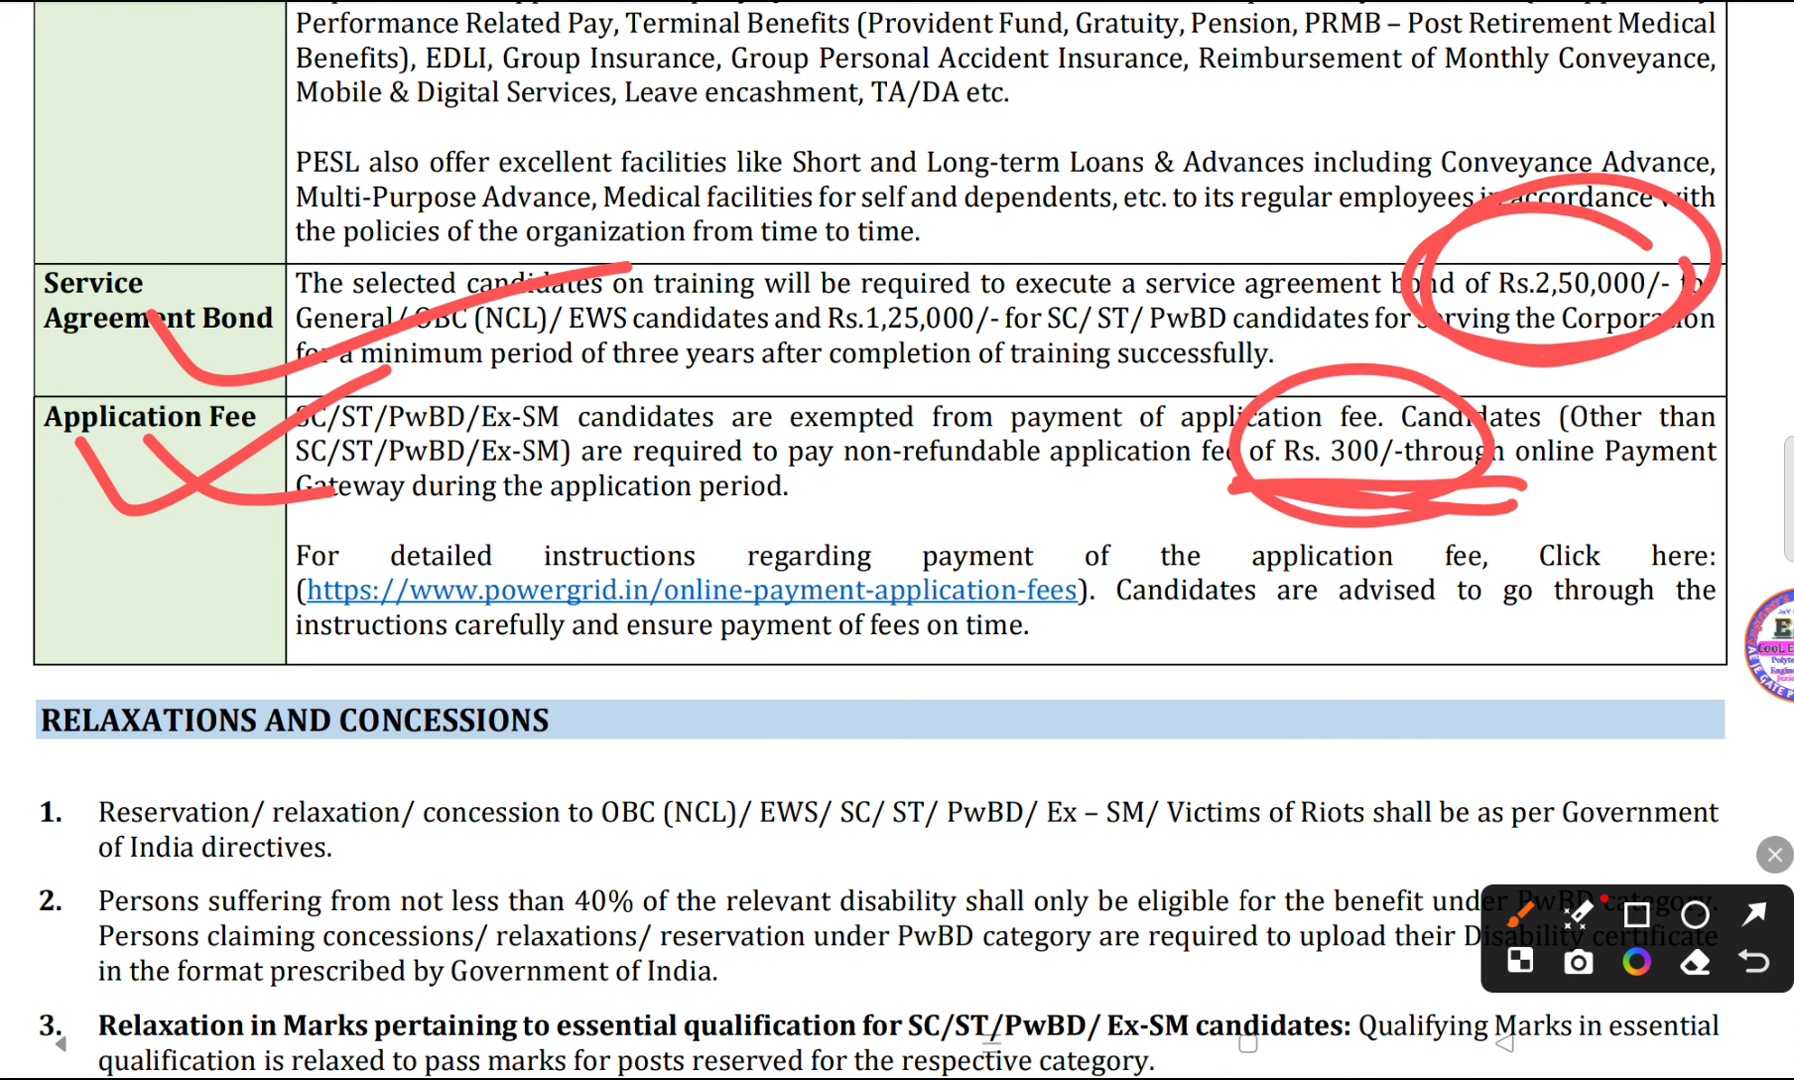 Performance Related Pay, Terminal Benefits (Provident Fund, Gratuity, Pension, PRMB – Post Retirement Medical
Benefits), EDLI, Group Insurance, Group Personal Accident Insurance, Reimbursement of Monthly Conveyance,
Mobile & Digital Services, Leave encashment, TA/DA etc.
PESL also offer excellent facilities like Short and Long-term Loans & Advances including Conveyance Advance,
Multi-Purpose Advance, Medical facilities for self and dependents, etc. to its regular employees in accordance with
the policies of the organization from time to time.
Service
Agreement Bond
The selected candidates on training will be required to execute a service agreement bond of Rs.2,50,000/- for
General/ OBC (NCL)/ EWS candidates and Rs.1,25,000/- for SC/ ST/ PwBD candidates for serving the Corporation
for a minimum period of three years after completion of training successfully.
Application Fee
SC/ST/PwBD/Ex-SM candidates are exempted from payment of application fee. Candidates (Other than
SC/ST/PwBD/Ex-SM) are required to pay non-refundable application fee of Rs. 300/-through online Payment
Gateway during the application period.
For detailed instructions regarding payment of the application fee, Click here:
(https://www.powergrid.in/online-payment-application-fees). Candidates are advised to go through the
instructions carefully and ensure payment of fees on time.
RELAXATIONS AND CONCESSIONS
1. Reservation/ relaxation/ concession to OBC (NCL)/ EWS/ SC/ ST/ PwBD/ Ex – SM/ Victims of Riots shall be as per Government
of India directives.
2. Persons suffering from not less than 40% of the relevant disability shall only be eligible for the benefit under PwBD category.
Persons claiming concessions/ relaxations/ reservation under PwBD category are required to upload their Disability certificate
in the format prescribed by Government of India.
3. Relaxation in Marks pertaining to essential qualification for SC/ST/PwBD/ Ex-SM candidates: Qualifying Marks in essential
qualification is relaxed to pass marks for posts reserved for the respective category.